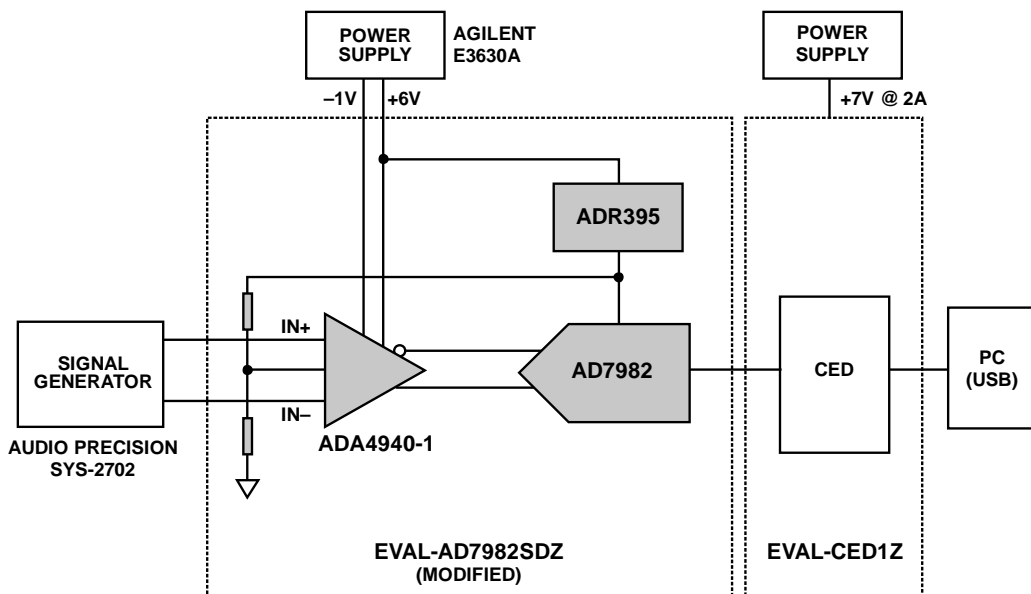 POWER
SUPPLY
AGILENT
E3630A
POWER
SUPPLY
–1V
+6V
+7V @ 2A
ADR395
IN+
SIGNAL
GENERATOR
AD7982
CED
PC
(USB)
IN–
ADA4940-1
AUDIO PRECISION
SYS-2702
EVAL-AD7982SDZ
(MODIFIED)
EVAL-CED1Z